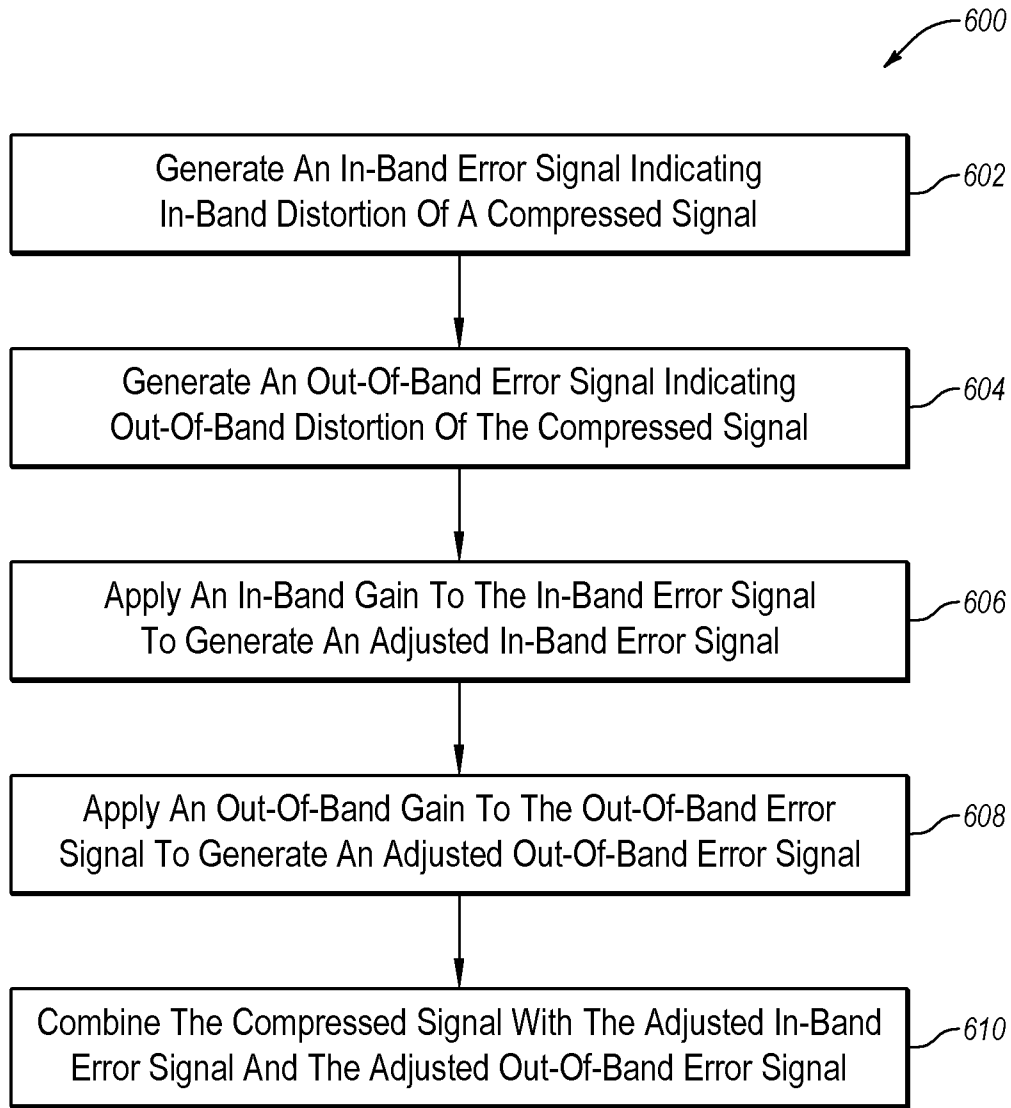 600
Generate An In-Band Error Signal Indicating
In-Band Distortion Of A Compressed Signal
602
Generate An Out-Of-Band Error Signal Indicating
Out-Of-Band Distortion Of The Compressed Signal
604
Apply An In-Band Gain To The In-Band Error Signal
To Generate An Adjusted In-Band Error Signal
606
Apply An Out-Of-Band Gain To The Out-Of-Band Error
Signal To Generate An Adjusted Out-Of-Band Error Signal
608
Combine The Compressed Signal With The Adjusted In-Band
Error Signal And The Adjusted Out-Of-Band Error Signal
610